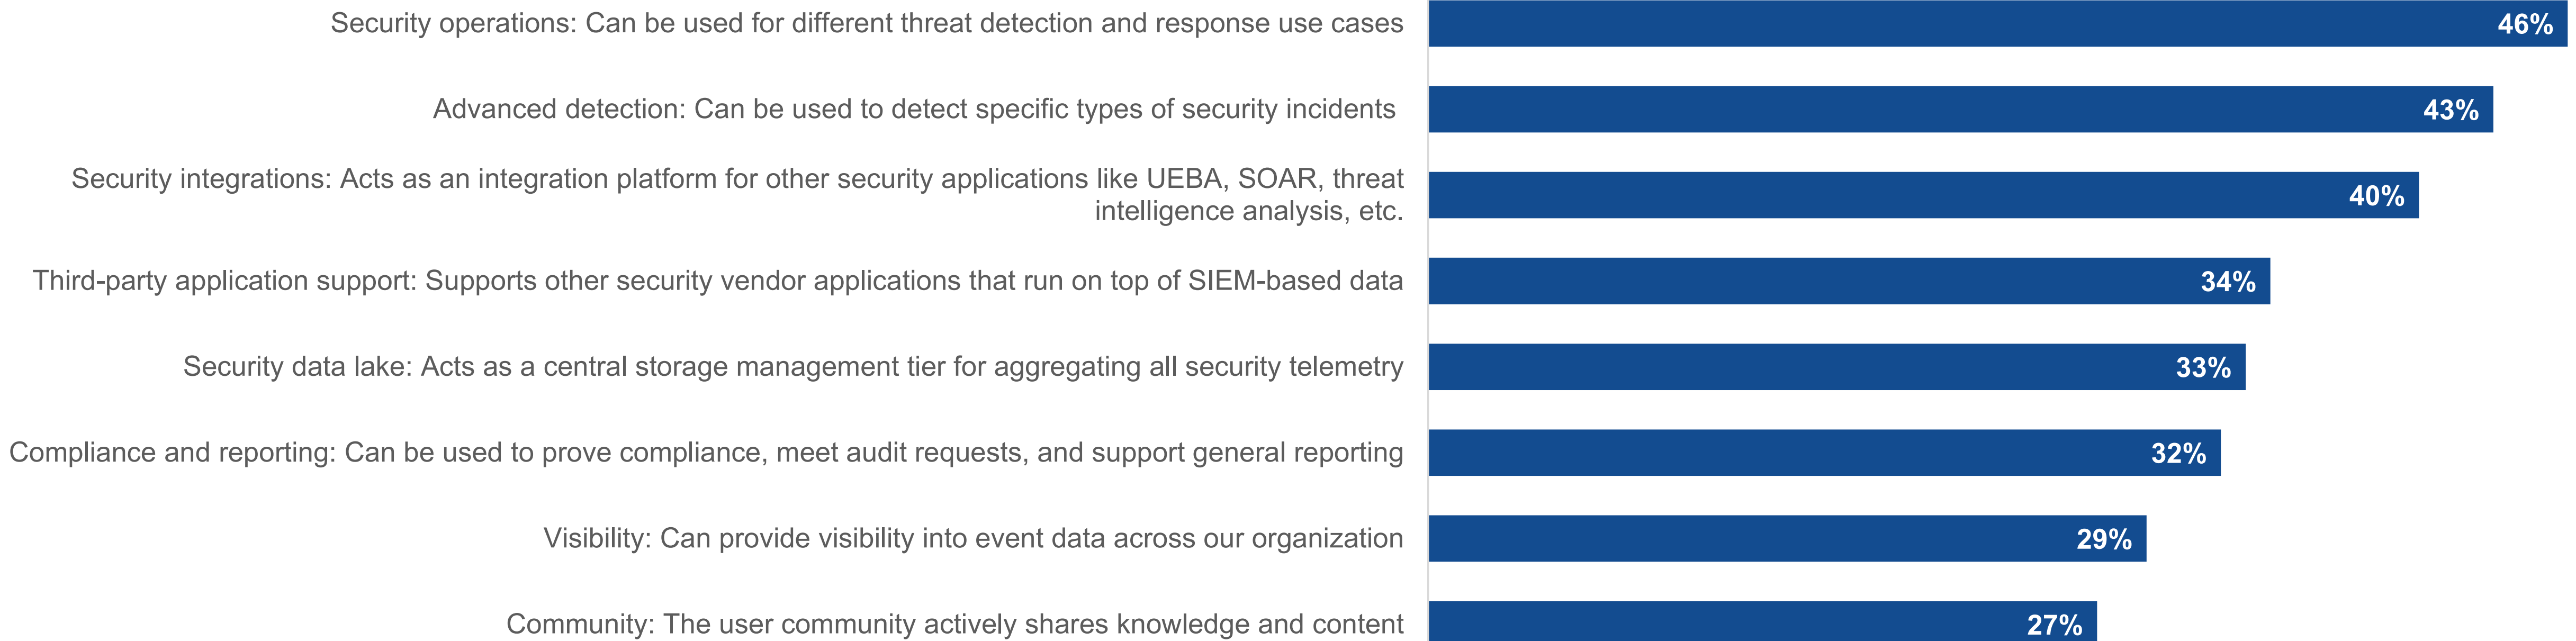 Security operations: Can be used for different threat detection and response use cases
46%
Advanced detection: Can be used to detect specific types of security incidents
43%
Security integrations: Acts as an integration platform for other security applications like UEBA, SOAR, threat
intelligence analysis, etc.
40%
Third-party application support: Supports other security vendor applications that run on top of SIEM-based data
34%
Security data lake: Acts as a central storage management tier for aggregating all security telemetry
33%
Compliance and reporting: Can be used to prove compliance, meet audit requests, and support general reporting
32%
Visibility: Can provide visibility into event data across our organization
29%
Community: The user community actively shares knowledge and content
27%